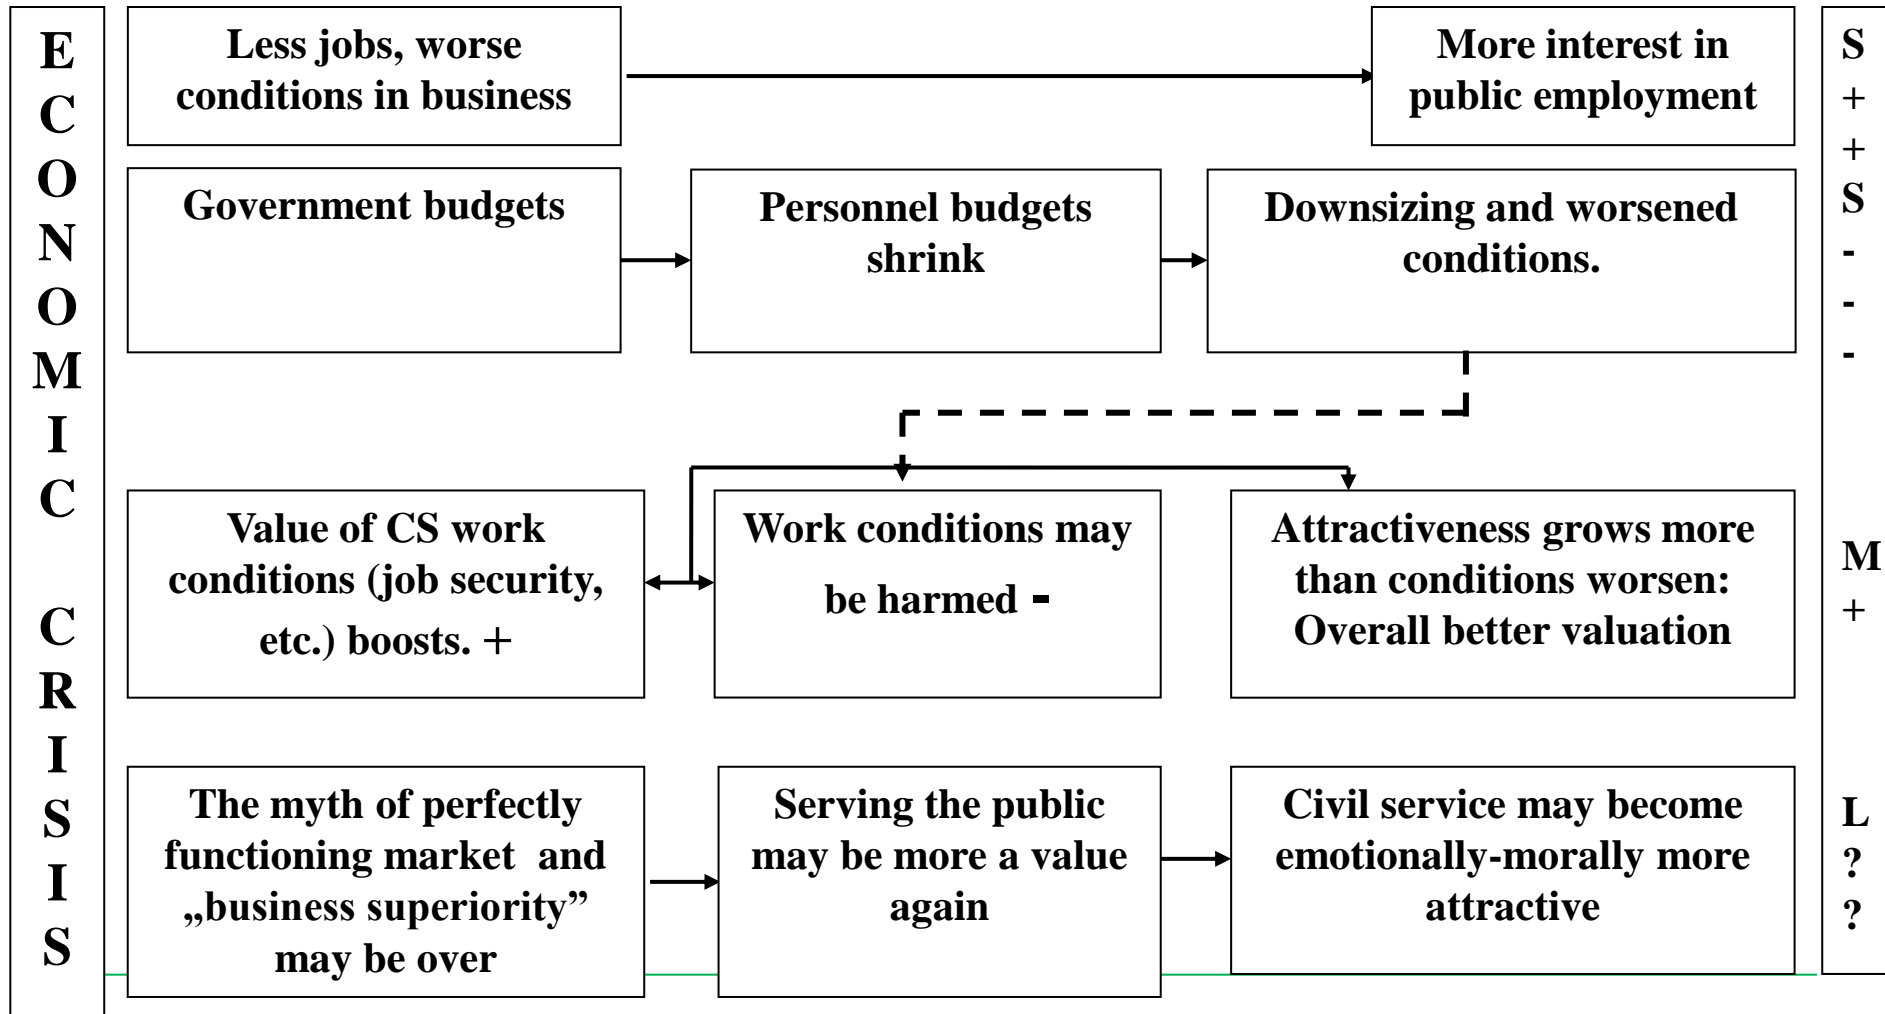 E
C
O
N
O
M
I
C
C
R
I
S
I
S
Less jobs, worse
conditions in business
More interest in
public employment
Government budgets
Personnel budgets
shrink
Downsizing and worsened
conditions.
Value of CS work
conditions (job security,
etc.) boosts. +
Work conditions may
be harmed -
Attractiveness grows more
than conditions worsen:
Overall better valuation
The myth of perfectly
functioning market and
„business superiority”
may be over
Serving the public
may be more a value
again
Civil service may become
emotionally-morally more
attractive
S
+
+
S
-
-
-
M
+
L
?
?